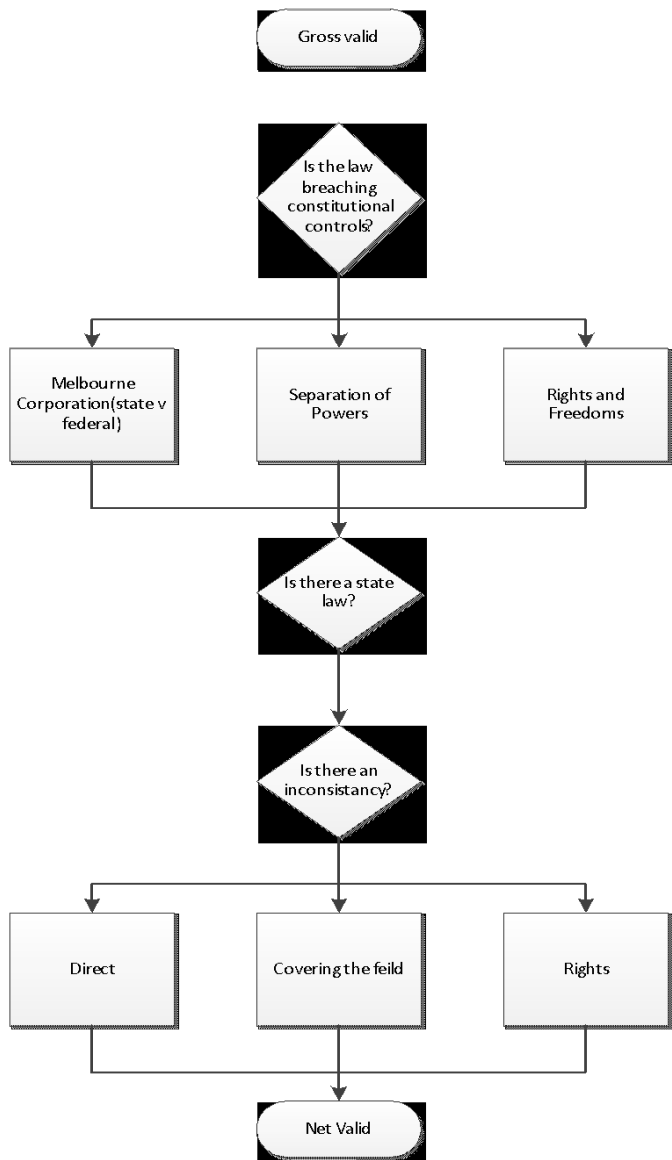 Gross valid
Is the law
breaching
constitutional
controls?
Melbourne
Corporation(state v
federal)
Separation of
Powers
Rights and
Freedoms
Is there a state
law?
Is there an
inconsistancy?
Direct
Covering the feild
Rights
Net Valid